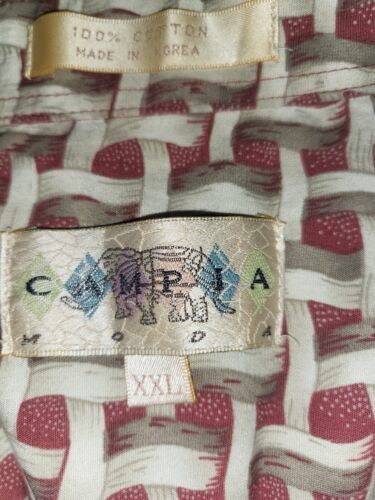 100% COTTON
MADE IN KOREA
CAMPIA
MODA
XXL